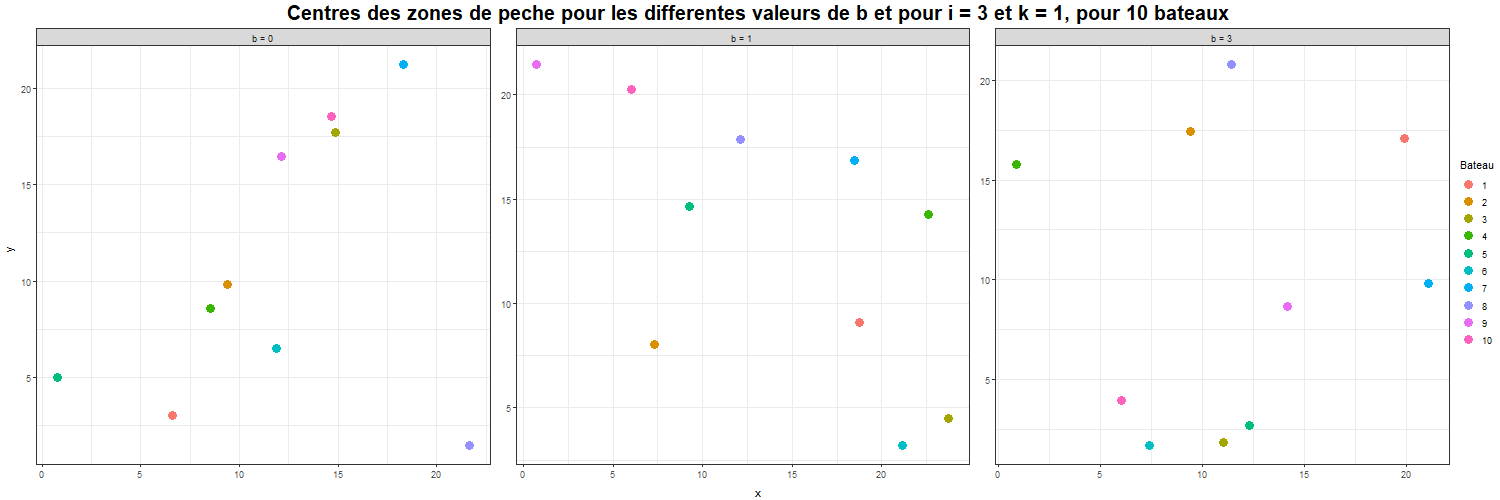 Centres des zones de peche pour les differentes valeurs de b et pour i = 3 et k = 1, pour 10 bateaux
b = 0
b = 1
b = 3
y
20
15
10
5
0 5 10 15 20
20
15
10
5
0 5 10 15 20
20
15
10
5
0 5 10 15 20
x
Bateau
1
2
3
4
5
6
7
8
9
10